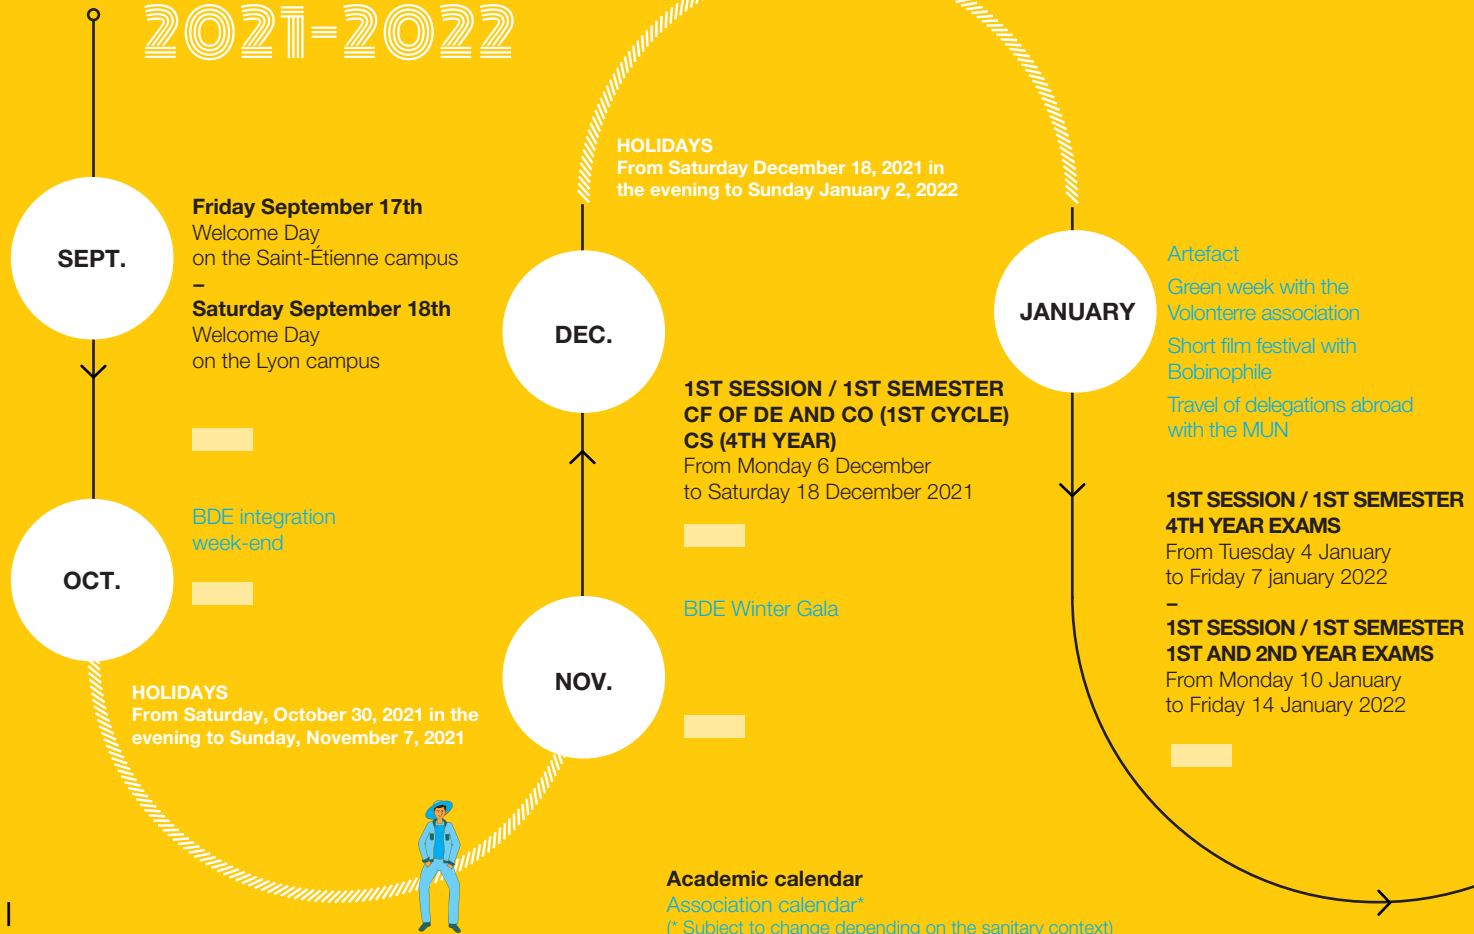 2021-2022
SEPT.
Friday September 17th
Welcome Day
on the Saint-Étienne campus
–
Saturday September 18th
Welcome Day
on the Lyon campus
OCT.
BDE integration
week-end
HOLIDAYS
From Saturday, October 30, 2021 in the
evening to Sunday, November 7, 2021
NOV.
BDE Winter Gala
DEC.
1ST SESSION / 1ST SEMESTER
CF OF DE AND CO (1ST CYCLE)
CS (4TH YEAR)
From Monday 6 December
to Saturday 18 December 2021
HOLIDAYS
From Saturday December 18, 2021 in
the evening to Sunday January 2, 2022
JANUARY
Artefact
Green week with the
Volonterre association
Short film festival with
Bobinophile
Travel of delegations abroad
with the MUN
1ST SESSION / 1ST SEMESTER
4TH YEAR EXAMS
From Tuesday 4 January
to Friday 7 january 2022
–
1ST SESSION / 1ST SEMESTER
1ST AND 2ND YEAR EXAMS
From Monday 10 January
to Friday 14 January 2022
Academic calendar
Association calendar*
(* Subject to change depending on the sanitary context)